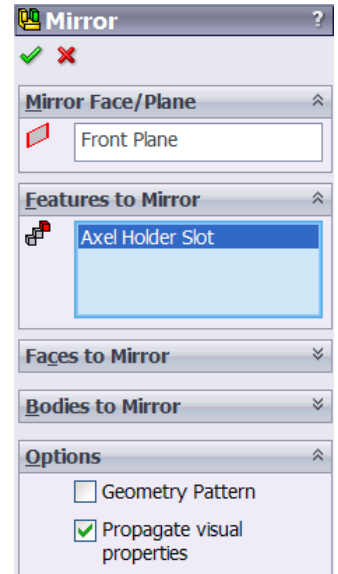 Mirror ?
Mirror Face/Plane
Front Plane
Features to Mirror
Axel Holder Slot
Faces to Mirror
Bodies to Mirror
Options
Geometry Pattern
Propagate visual
properties